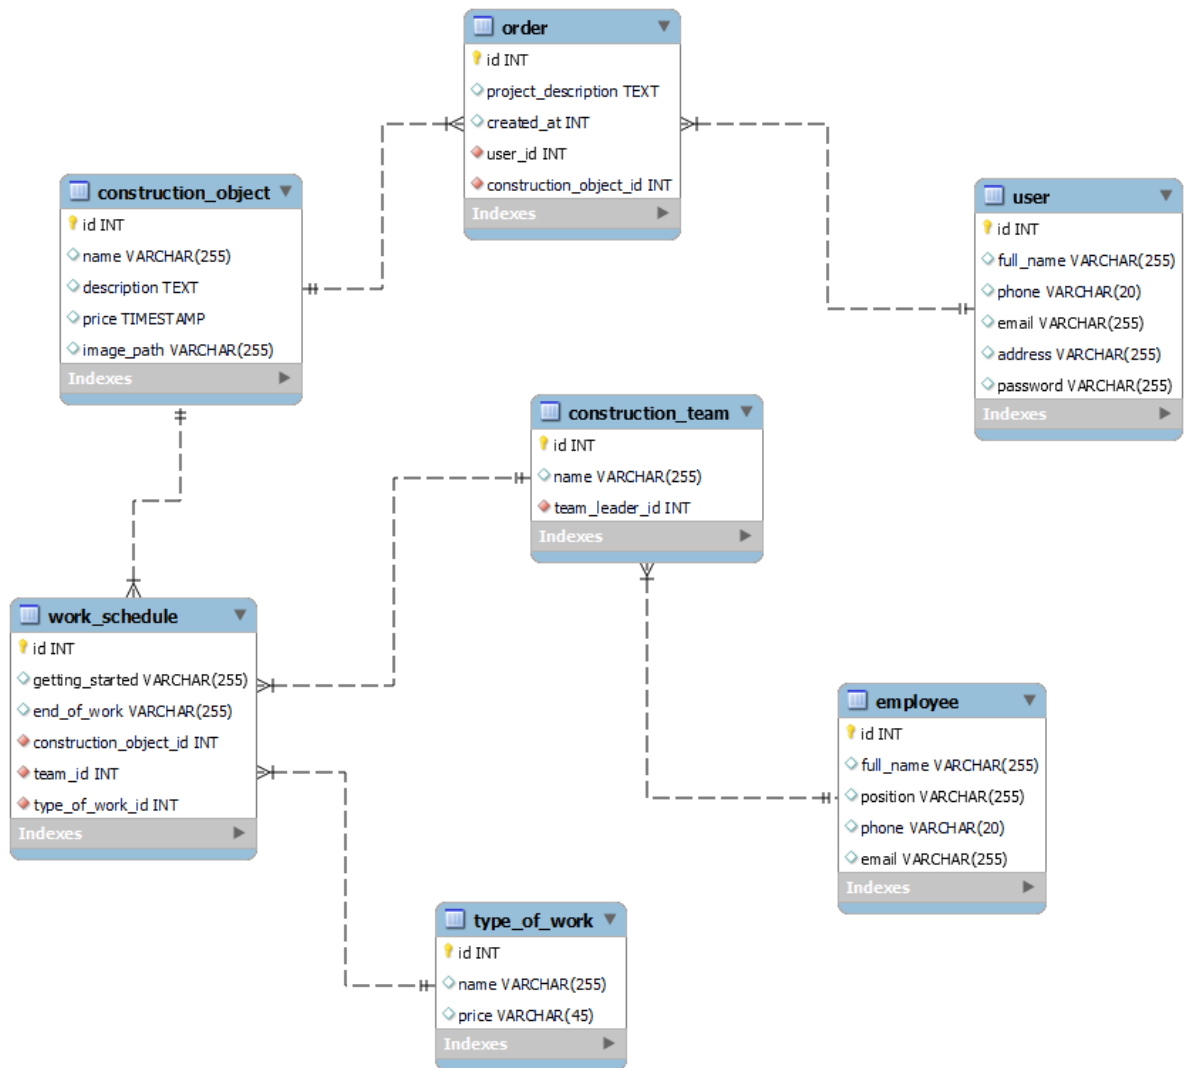 order
id INT
project_description TEXT
created_at INT
user_id INT
construction_object_id INT
Indexes
construction_object
id INT
name VARCHAR(255)
description TEXT
price TIMESTAMP
image_path VARCHAR(255)
Indexes
user
id INT
full_name VARCHAR(255)
phone VARCHAR(20)
email VARCHAR(255)
address VARCHAR(255)
password VARCHAR(255)
Indexes
construction_team
id INT
name VARCHAR(255)
team_leader_id INT
Indexes
work_schedule
id INT
getting_started VARCHAR(255)
end_of_work VARCHAR(255)
construction_object_id INT
team_id INT
type_of_work_id INT
Indexes
employee
id INT
full_name VARCHAR(255)
position VARCHAR(255)
phone VARCHAR(20)
email VARCHAR(255)
Indexes
type_of_work
id INT
name VARCHAR(255)
price VARCHAR(45)
Indexes